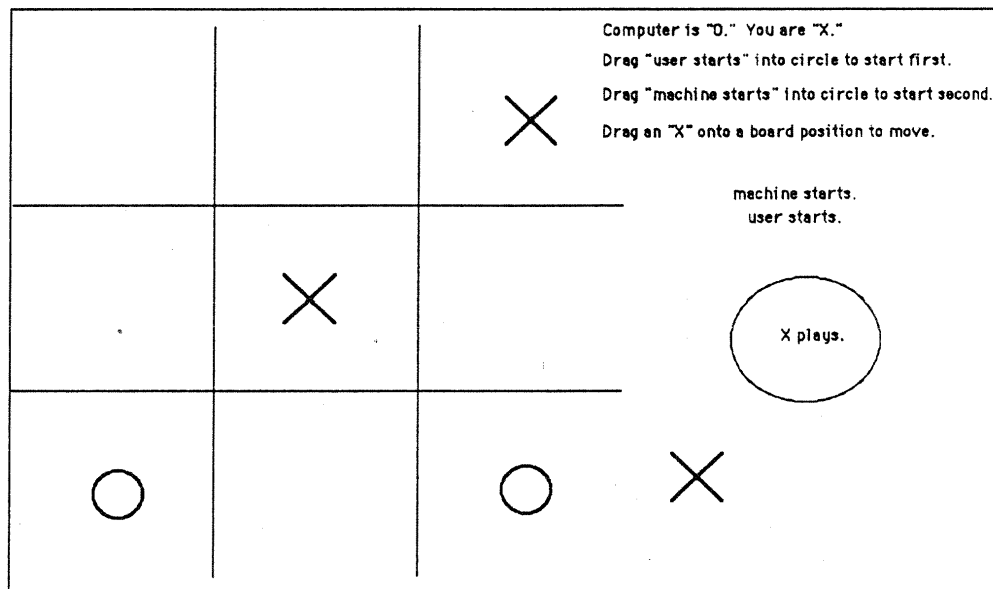 Computer is "O." You are "X."
Drag "user starts" into circle to start first.
Drag "machine starts" into circle to start second.
Drag an "X" onto a board position to move.
machine starts.
user starts.
X plays.